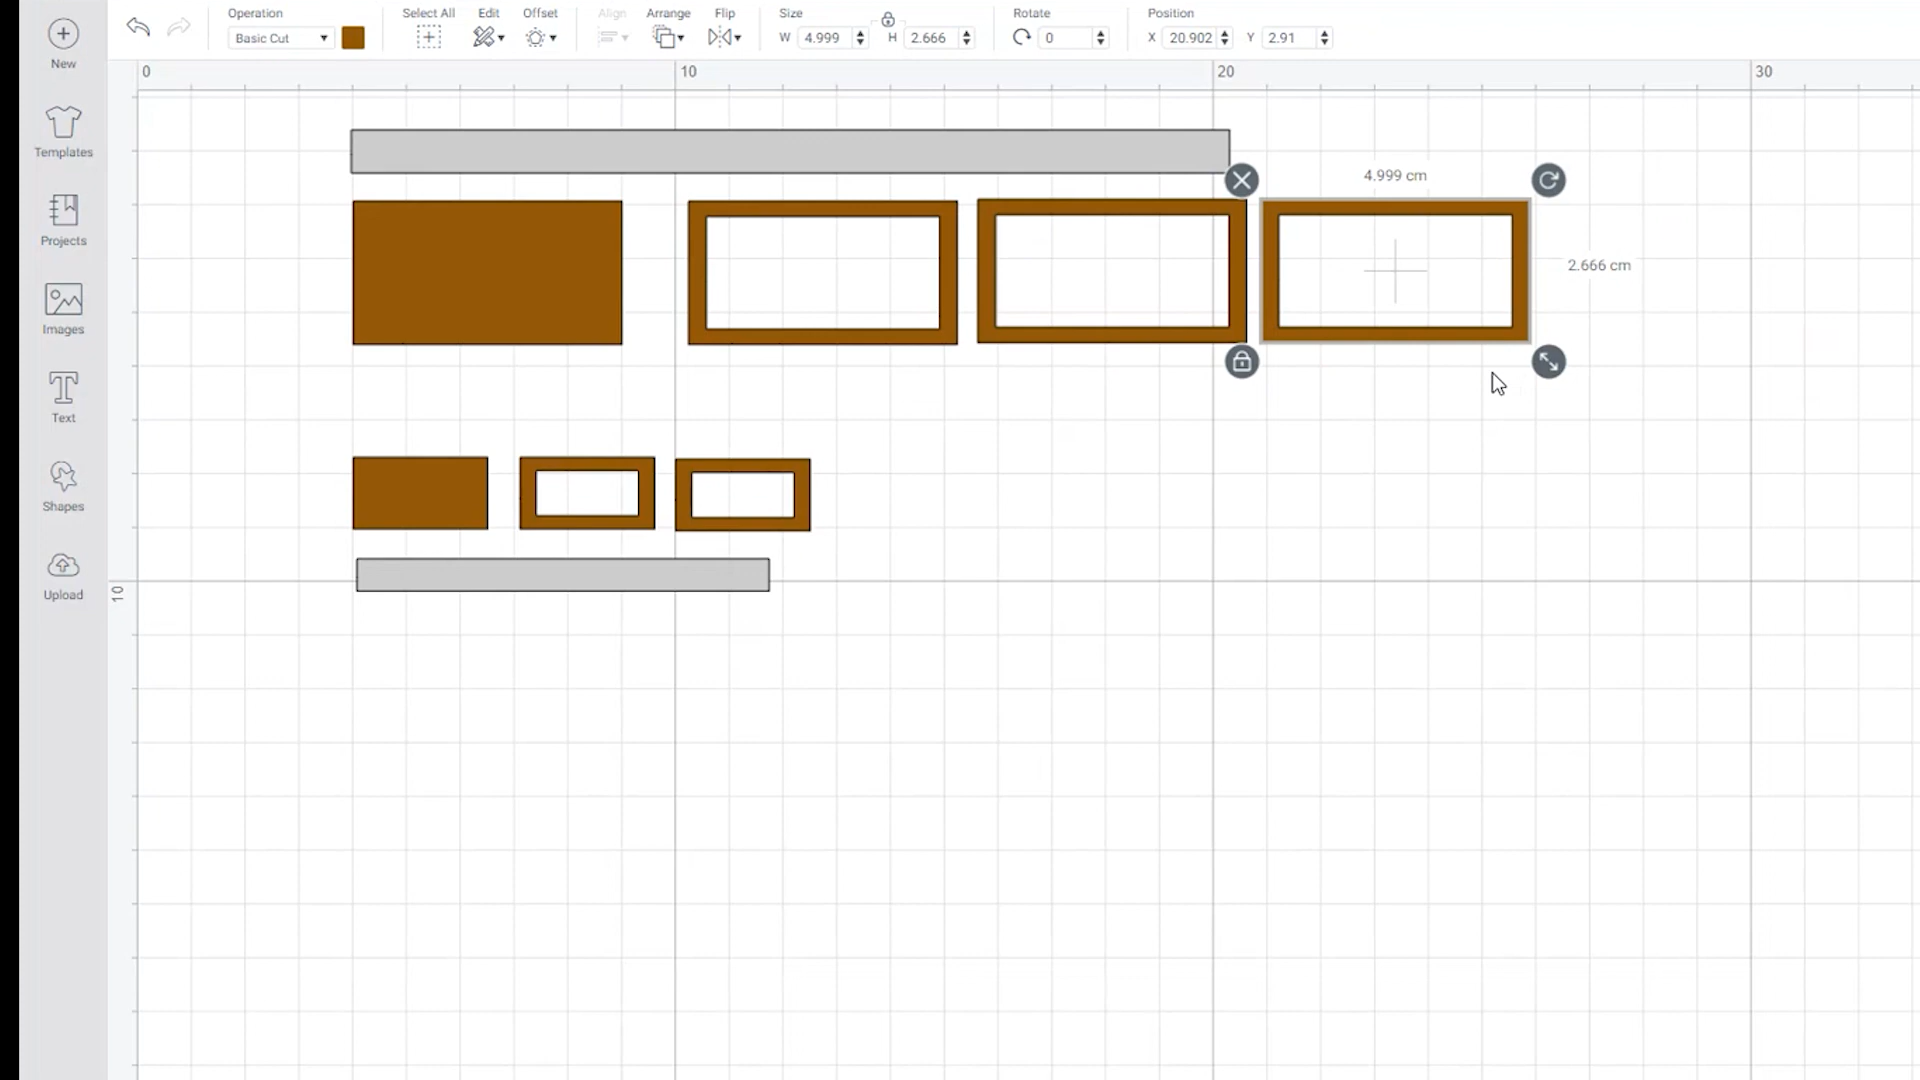 Operation
Select All
Edit
Offset
Align
Arrange
Flip
Size
Rotate
Position
Basic Cut
W 4.999
H 2.666
0
X 20.902
Y 2.91
New
Templates
Projects
Images
Text
Shapes
Upload
0
10
20
30
10
4.999 cm
2.666 cm